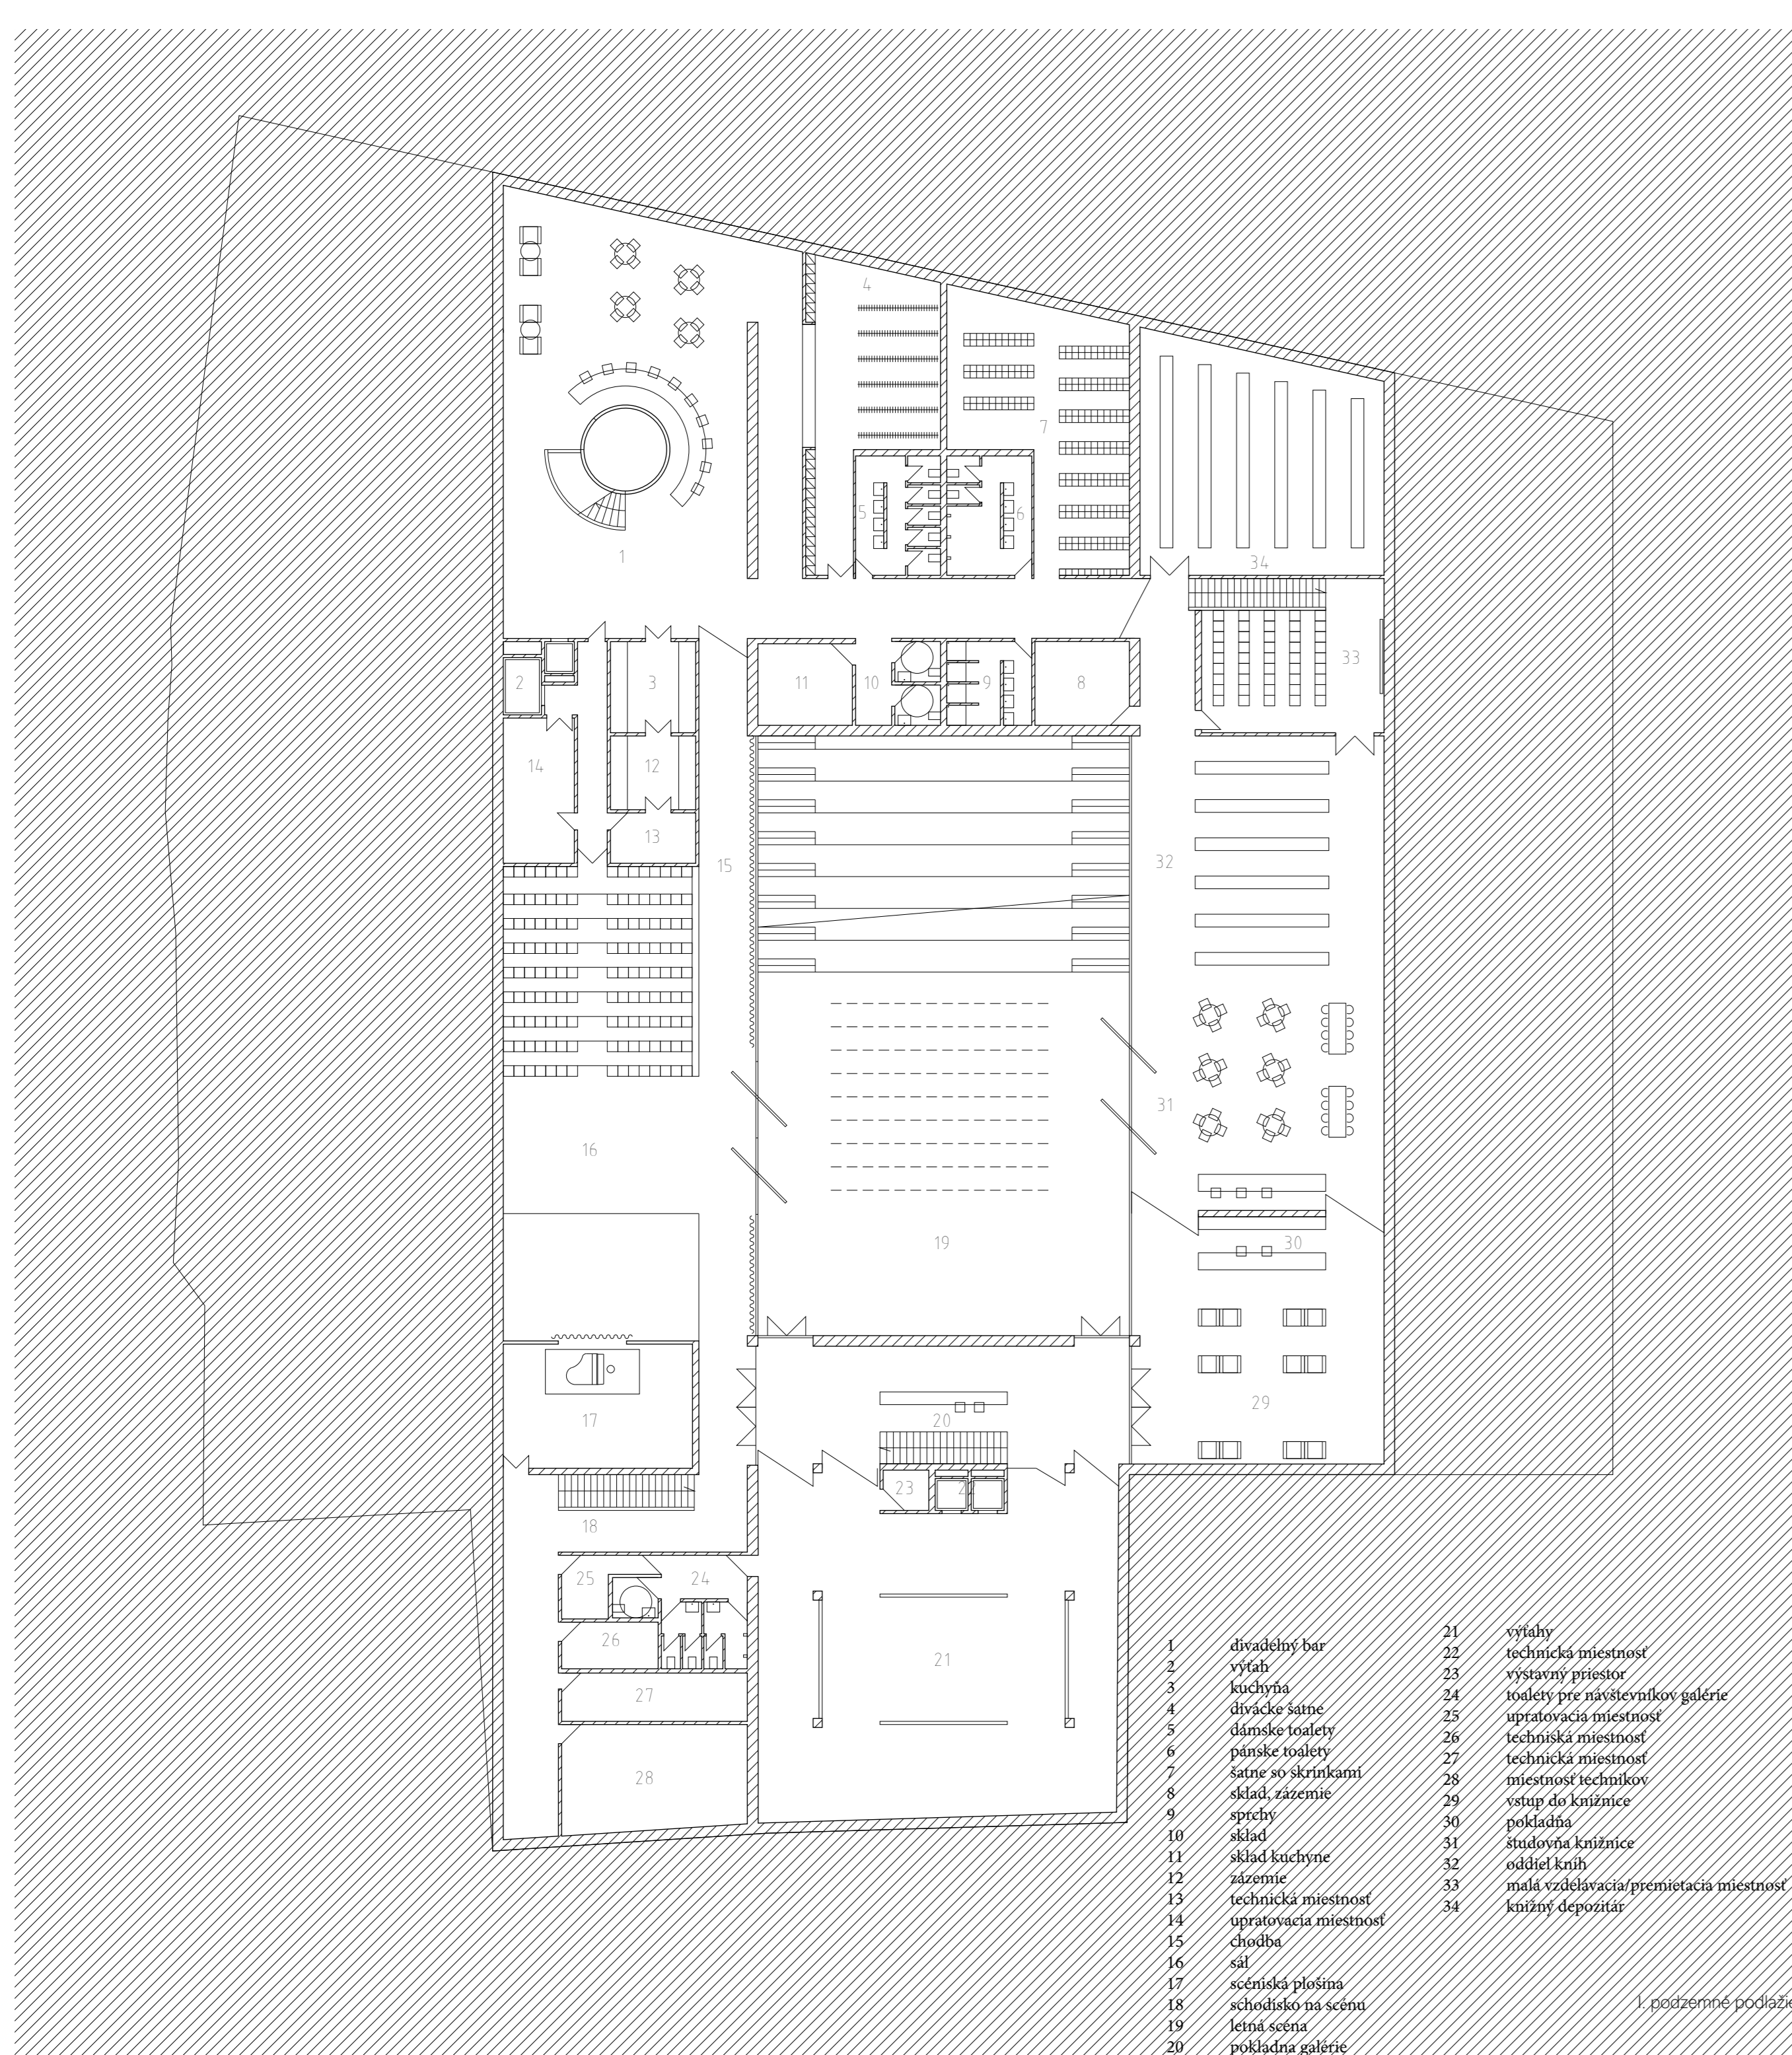 4
7
5
6
1
34
2
3
11
10
9
8
33
14
12
13
15
32
31
16
19
30
17
20
29
23
18
25
24
26
21
27
28
1 divadelný bar
2 výťah
3 kuchyňa
4 divácke šatne
5 dámske toalety
6 pánske toalety
7 šatne so skrinkami
8 sklad, zázemie
9 sprchy
10 sklad
11 sklad kuchyne
12 zázemie
13 technická miestnosť
14 upratovacia miestnosť
15 chodba
16 sál
17 scéniská plošina
18 schodisko na scénu
19 letná scéna
20 pokladna galérie
21 výťahy
22 technická miestnosť
23 výstavný priestor
24 toalety pre návštevníkov galérie
25 upratovacia miestnosť
26 techniská miestnosť
27 technická miestnosť
28 miestnosť technikov
29 vstup do knižnice
30 pokladňa
31 študovňa knižnice
32 oddiel kníh
33 malá vzdelávacia/premietacia miestnosť
34 knižný depozitár
I. podzemné podlažie